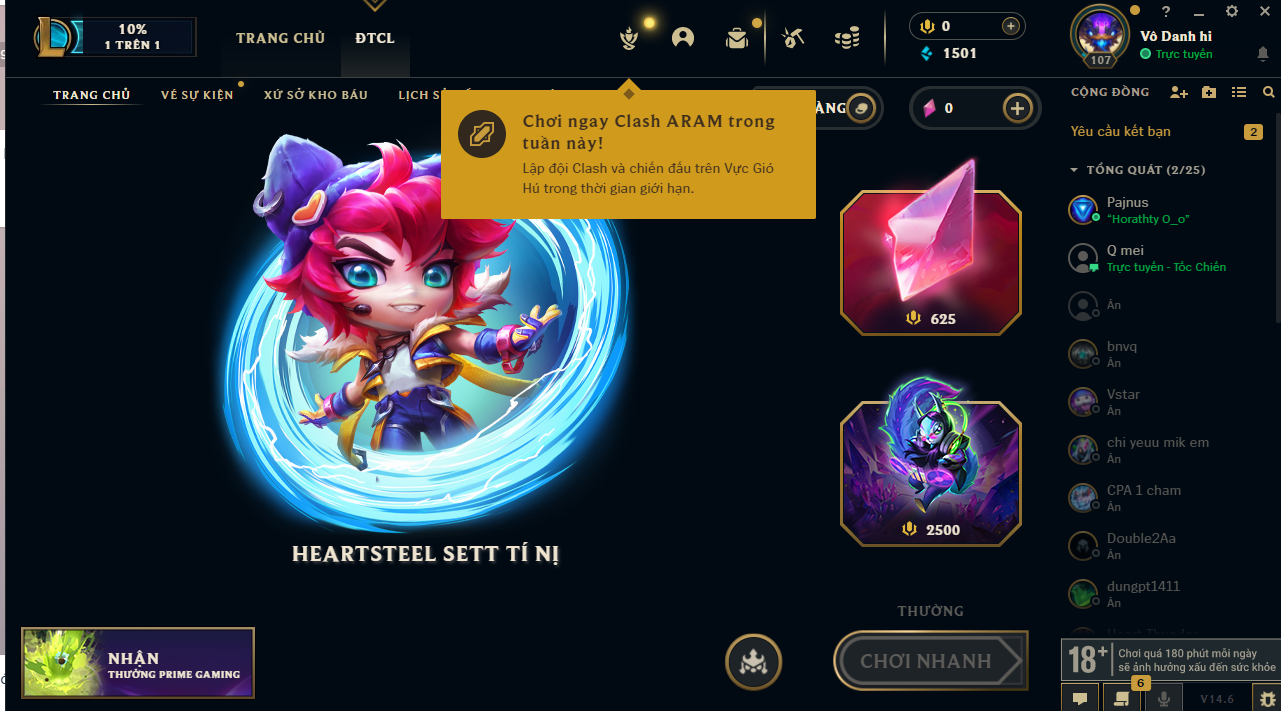 10%
1 TRÊN 1
TRANG CHỦ
ĐTCL
0
1501
107
Vô Danh hi
Trực tuyến
TRANG CHỦ
VÉ SỰ KIỆN
XỨ SỞ KHO BÁU
LỊCH S
ÀNG
0
Chơi ngay Clash ARAM trong
tuần này!
Lập đội Clash và chiến đấu trên Vực Gió
Hú trong thời gian giới hạn.
625
2500
HEARTSTEEL SETT TÍ NỊ
NHẬN
THƯỞNG PRIME GAMING
THƯỜNG
CHƠI NHANH
CỘNG ĐỒNG
Yêu cầu kết bạn
2
TỔNG QUÁT (2/25)
Pajnus
“Horathty O_o”
Q mei
Trực tuyến - Tốc Chiến
Ẩn
bnvq
Ẩn
Vstar
Ẩn
chi yeuu mik em
Ẩn
CPA 1 cham
Ẩn
Double2Aa
Ẩn
dungpt1411
Ẩn
18+
Chơi quá 180 phút mỗi ngày
sẽ ảnh hưởng xấu đến sức khỏe
6
V14.6